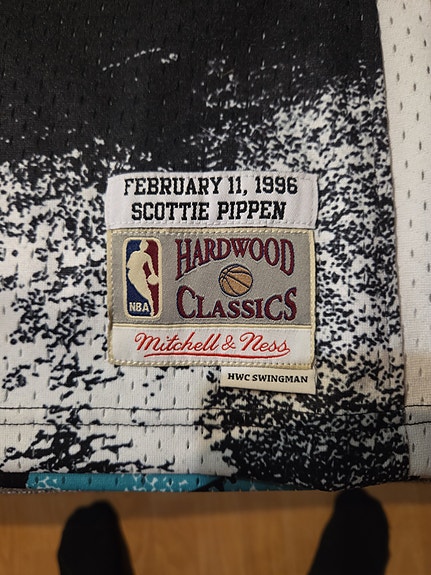 FEBRUARY 11, 1996
SCOTTIE PIPPEN
HARDWOOD
NBA
CLASSICS
Mitchell & Ness
HWC SWINGMAN